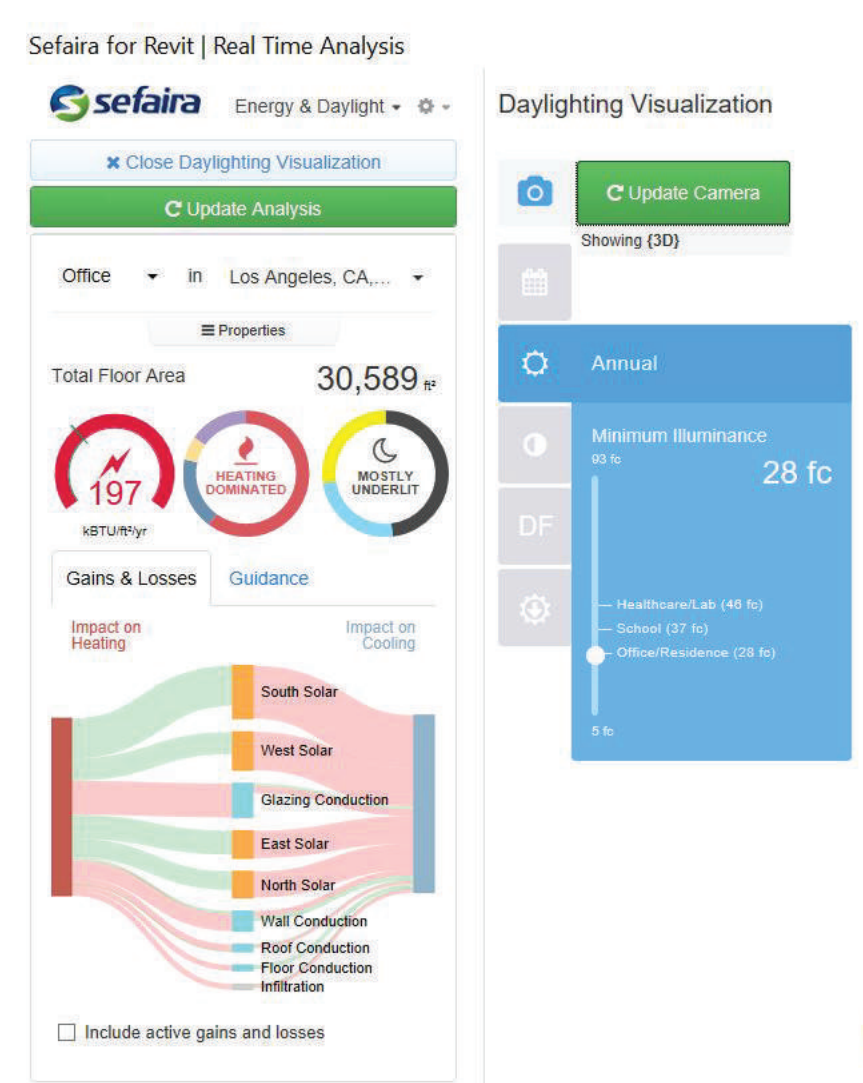 Sefaira for Revit | Real Time Analysis
sefaira
Energy & Daylight
Close Daylighting Visualization
Update Analysis
Office in Los Angeles, CA,...
Properties
Total Floor Area 30,589 ft²
197
kBTU/ft²/yr
HEATING
DOMINATED
MOSTLY
UNDERLIT
Gains & Losses Guidance
Impact on
Heating
Impact on
Cooling
South Solar
West Solar
Glazing Conduction
East Solar
North Solar
Wall Conduction
Roof Conduction
Floor Conduction
Infiltration
Include active gains and losses
Daylighting Visualization
Update Camera
Showing {3D}
Annual
Minimum Illuminance
93 fc
28 fc
DF
Healthcare/Lab (46 fc)
School (37 fc)
Office/Residence (28 fc)
5 fc